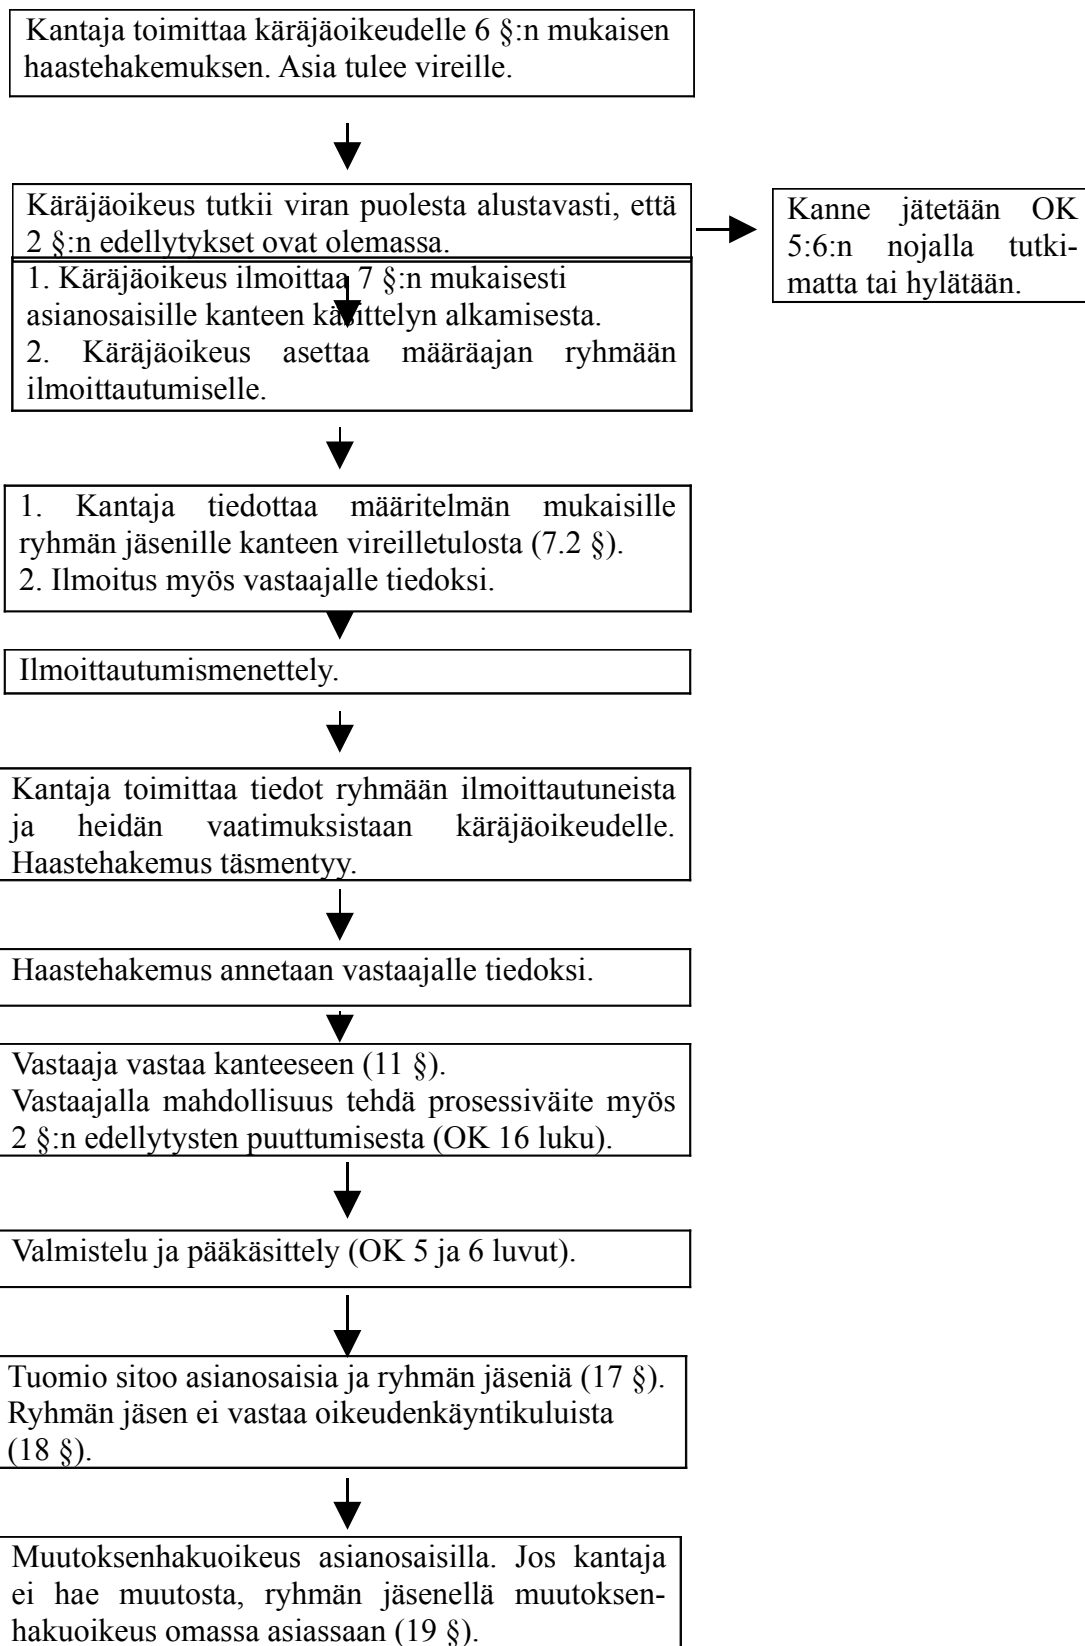 Kantaja toimittaa käräjäoikeudelle 6 §:n mukaisen
haastehakemuksen. Asia tulee vireille.
Käräjäoikeus tutkii viran puolesta alustavasti, että
2 §:n edellytykset ovat olemassa.
Kanne jätetään OK
5:6:n nojalla tutki-
matta tai hylätään.
1. Käräjäoikeus ilmoittaa 7 §:n mukaisesti
asianosaisille kanteen käsittelyn alkamisesta.
2. Käräjäoikeus asettaa määräajan ryhmään
ilmoittautumiselle.
1. Kantaja tiedottaa määritelmän mukaisille
ryhmän jäsenille kanteen vireilletulosta (7.2 §).
2. Ilmoitus myös vastaajalle tiedoksi.
Ilmoittautumismenettely.
Kantaja toimittaa tiedot ryhmään ilmoittautuneista
ja heidän vaatimuksistaan käräjäoikeudelle.
Haastehakemus täsmentyy.
Haastehakemus annetaan vastaajalle tiedoksi.
Vastaaja vastaa kanteeseen (11 §).
Vastaajalla mahdollisuus tehdä prosessiväite myös
2 §:n edellytysten puuttumisesta (OK 16 luku).
Valmistelu ja pääkäsittely (OK 5 ja 6 luvut).
Tuomio sitoo asianosaisia ja ryhmän jäseniä (17 §).
Ryhmän jäsen ei vastaa oikeudenkäyntikuluista
(18 §).
Muutoksenhakuoikeus asianosaisilla. Jos kantaja
ei hae muutosta, ryhmän jäsenellä muutoksen-
hakuoikeus omassa asiassaan (19 §).